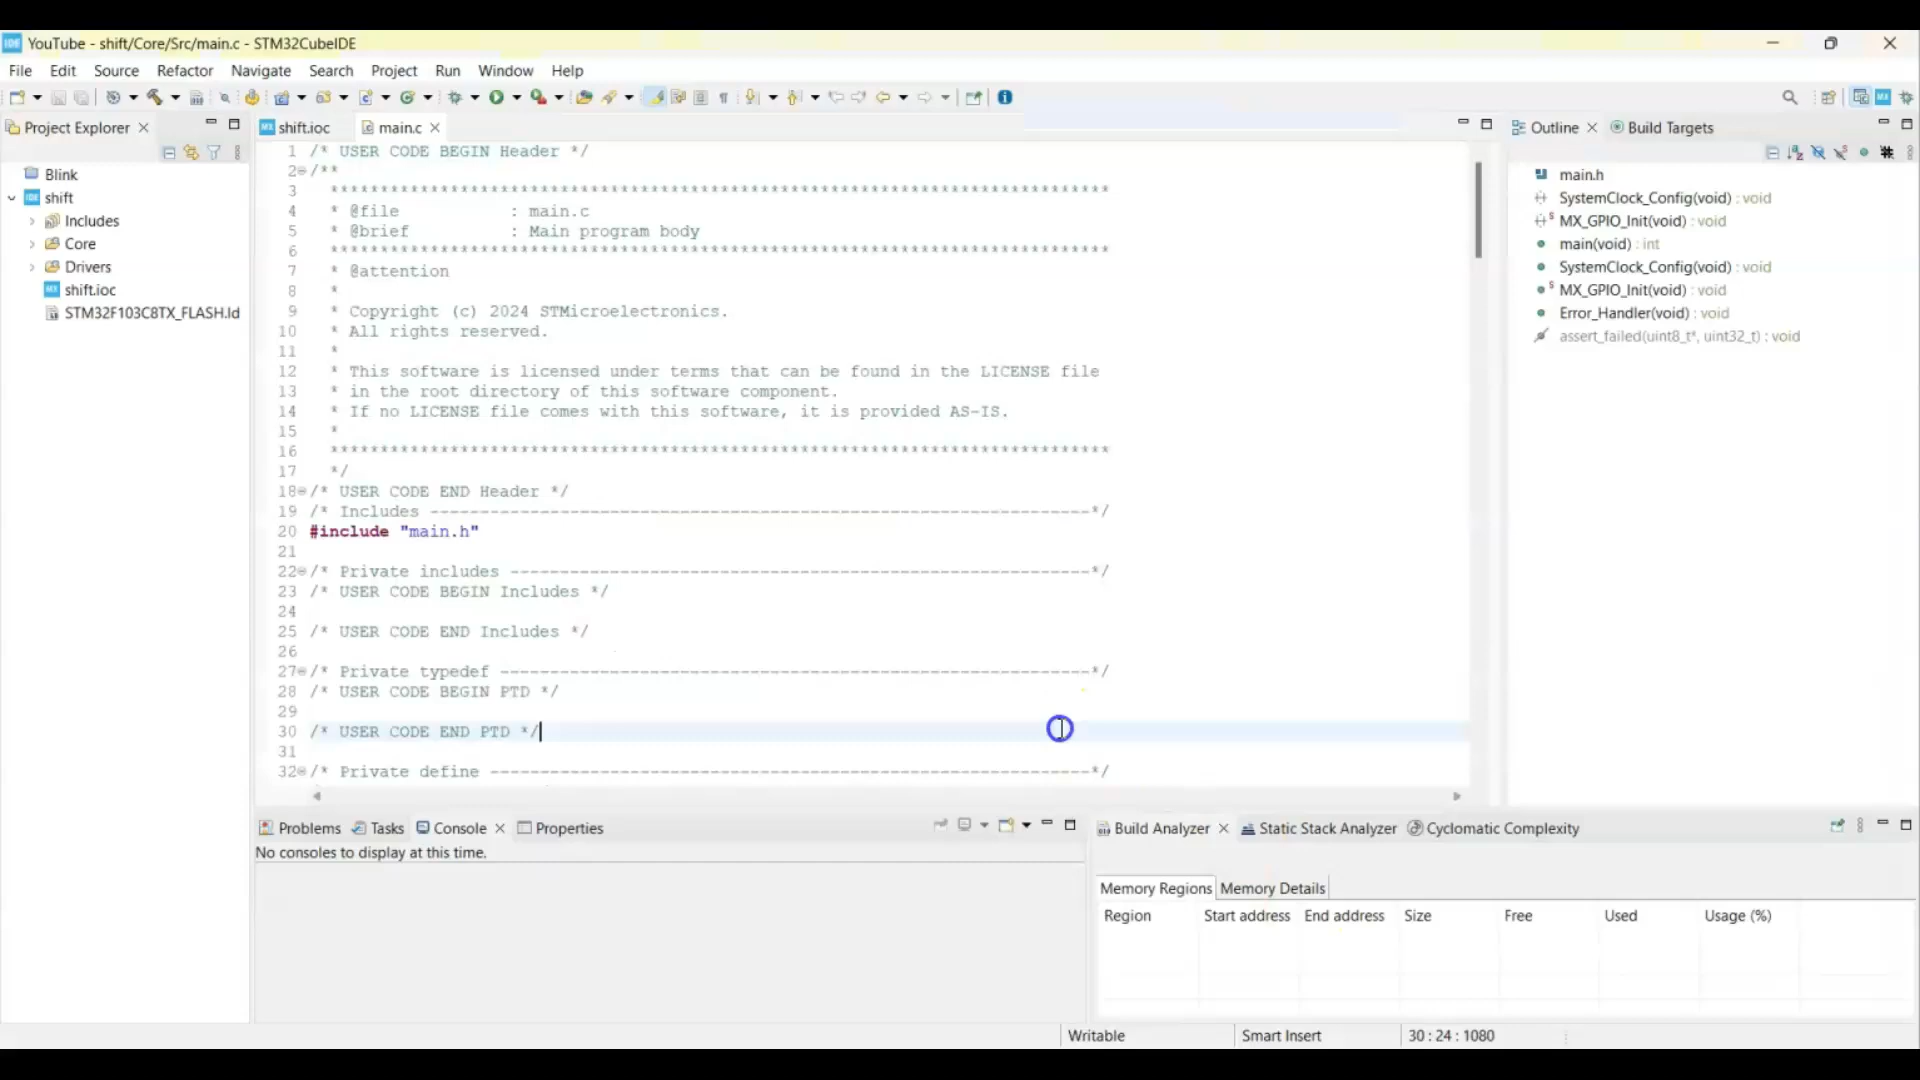 YouTube - shift/Core/Src/main.c - STM32CubeIDE
File Edit Source Refactor Navigate Search Project Run Window Help
Project Explorer
Blink
shift
Includes
Core
Drivers
shift.ioc
STM32F103C8TX_FLASH.ld
shift.ioc main.c
1 /* USER CODE BEGIN Header */
2 /**
3 ******************************************************************************
4 * @file : main.c
5 * @brief : Main program body
6 ******************************************************************************
7 * @attention
8 *
9 * Copyright (c) 2024 STMicroelectronics.
10 * All rights reserved.
11 *
12 * This software is licensed under terms that can be found in the LICENSE file
13 * in the root directory of this software component.
14 * If no LICENSE file comes with this software, it is provided AS-IS.
15 *
16 ******************************************************************************
17 */
18 /* USER CODE END Header */
19 /* Includes ------------------------------------------------------------------*/
20 #include "main.h"
21
22 /* Private includes ----------------------------------------------------------*/
23 /* USER CODE BEGIN Includes */
24
25 /* USER CODE END Includes */
26
27 /* Private typedef -----------------------------------------------------------*/
28 /* USER CODE BEGIN PTD */
29
30 /* USER CODE END PTD */
31
32 /* Private define ------------------------------------------------------------*/
Outline Build Targets
main.h
SystemClock_Config(void) : void
MX_GPIO_Init(void) : void
main(void) : int
SystemClock_Config(void) : void
MX_GPIO_Init(void) : void
Error_Handler(void) : void
assert_failed(uint8_t*, uint32_t) : void
Problems Tasks Console Properties
No consoles to display at this time.
Build Analyzer Static Stack Analyzer Cyclomatic Complexity
Memory Regions Memory Details
Region Start address End address Size Free Used Usage (%)
Writable Smart Insert 30 : 24 : 1080